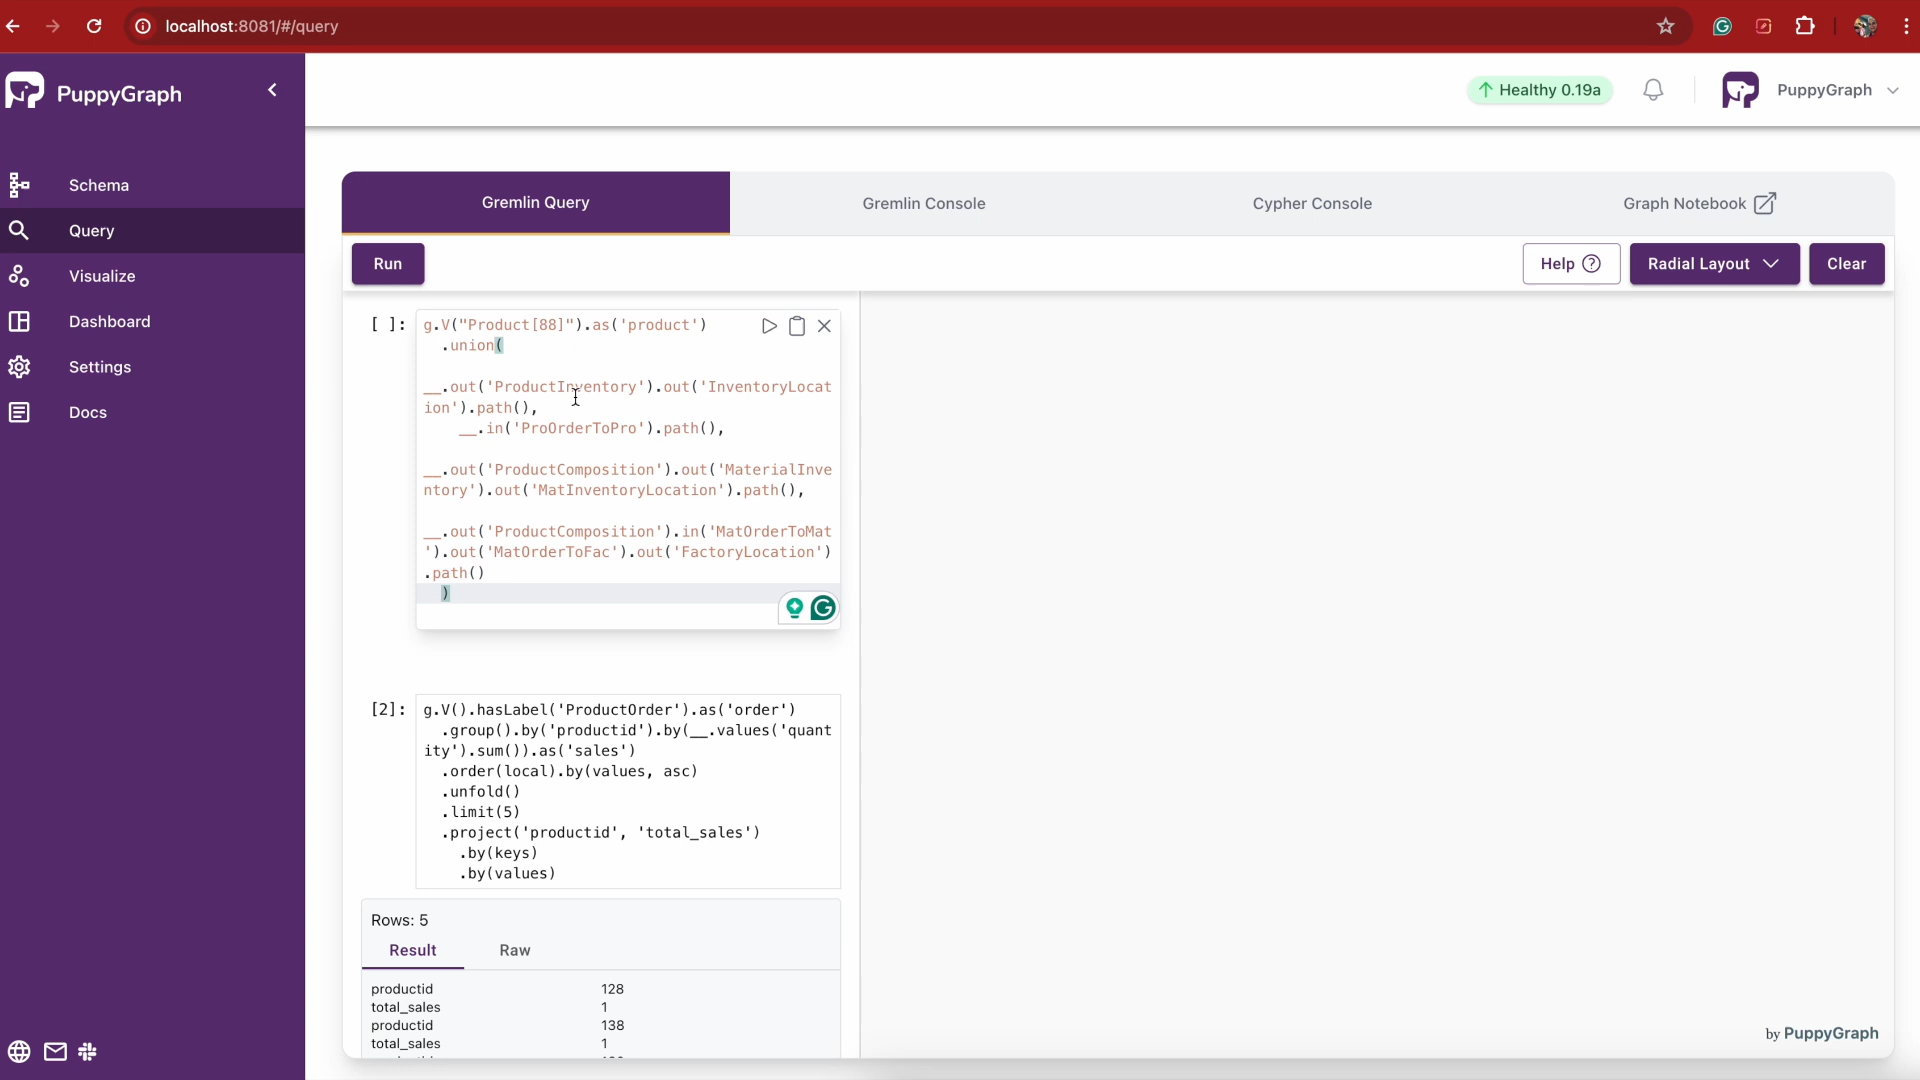 localhost:8081/#/query
PuppyGraph
Healthy 0.19a
PuppyGraph
Schema
Query
Visualize
Dashboard
Settings
Docs
Gremlin Query
Gremlin Console
Cypher Console
Graph Notebook
Run
Help
Radial Layout
Clear
[ ]:
g.V("Product[88]").as('product')
.union(
__.out('ProductInventory').out('InventoryLocat
ion').path(),
__.in('ProOrderToPro').path(),
__.out('ProductComposition').out('MaterialInve
ntory').out('MatInventoryLocation').path(),
__.out('ProductComposition').in('MatOrderToMat
').out('MatOrderToFac').out('FactoryLocation')
.path()
)
[2]:
g.V().hasLabel('ProductOrder').as('order')
.group().by('productid').by(__.values('quant
ity').sum()).as('sales')
.order(local).by(values, asc)
.unfold()
.limit(5)
.project('productid', 'total_sales')
.by(keys)
.by(values)
Rows: 5
Result Raw
productid 128
total_sales 1
productid 138
total_sales 1
by PuppyGraph